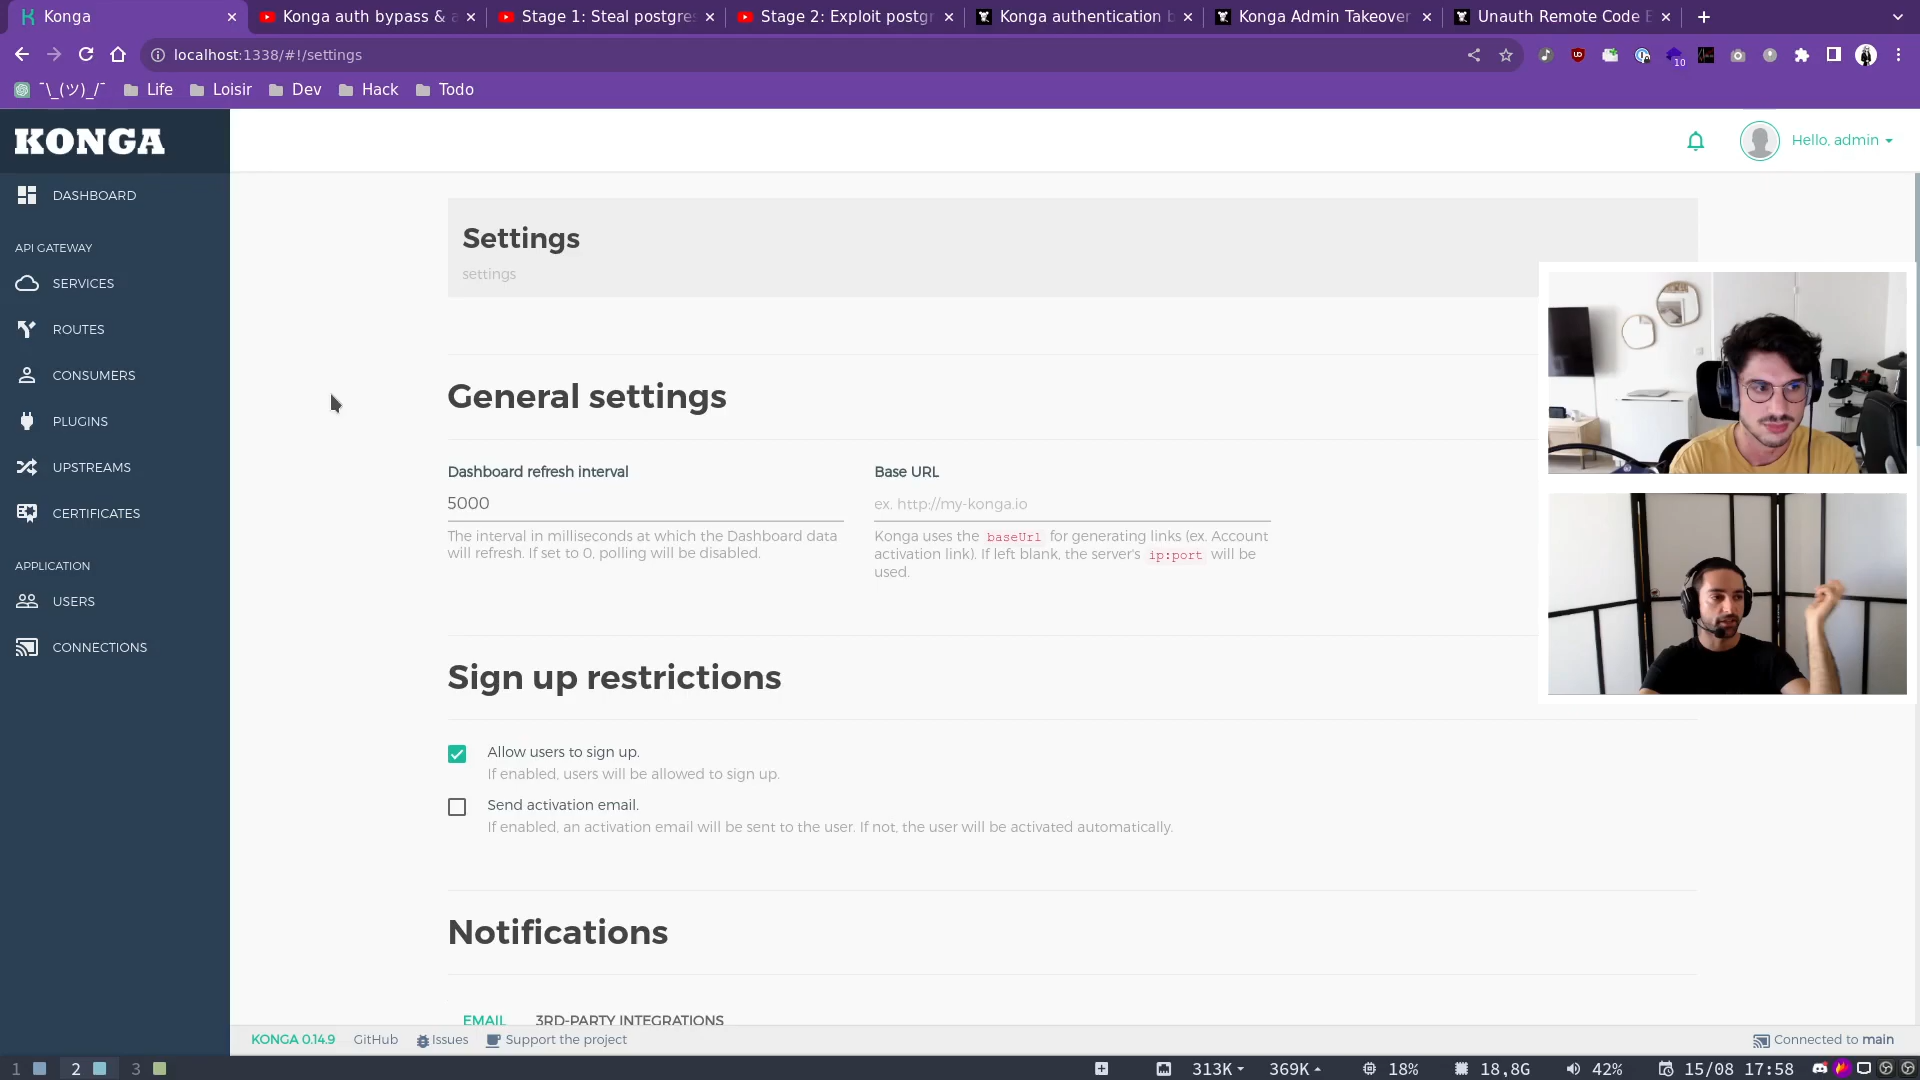 Konga
Konga auth bypass & a
Stage 1: Steal postgres
Stage 2: Exploit postgr
Konga authentication b
Konga Admin Takeover
Unauth Remote Code E
localhost:1338/#!/settings
10
¯\_(ツ)_/¯
Life
Loisir
Dev
Hack
Todo
KONGA
Hello, admin
DASHBOARD
API GATEWAY
SERVICES
ROUTES
CONSUMERS
PLUGINS
UPSTREAMS
CERTIFICATES
APPLICATION
USERS
CONNECTIONS
Settings
settings
General settings
Dashboard refresh interval
5000
The interval in milliseconds at which the Dashboard data
will refresh. If set to 0, polling will be disabled.
Base URL
ex. http://my-konga.io
Konga uses the baseUrl for generating links (ex. Account
activation link). If left blank, the server's ip:port will be
used.
Sign up restrictions
Allow users to sign up.
If enabled, users will be allowed to sign up.
Send activation email.
If enabled, an activation email will be sent to the user. If not, the user will be activated automatically.
Notifications
EMAIL
3RD-PARTY INTEGRATIONS
KONGA 0.14.9
GitHub
Issues
Support the project
Connected to main
1
2
3
313K
369K
18%
18,8G
42%
15/08 17:58